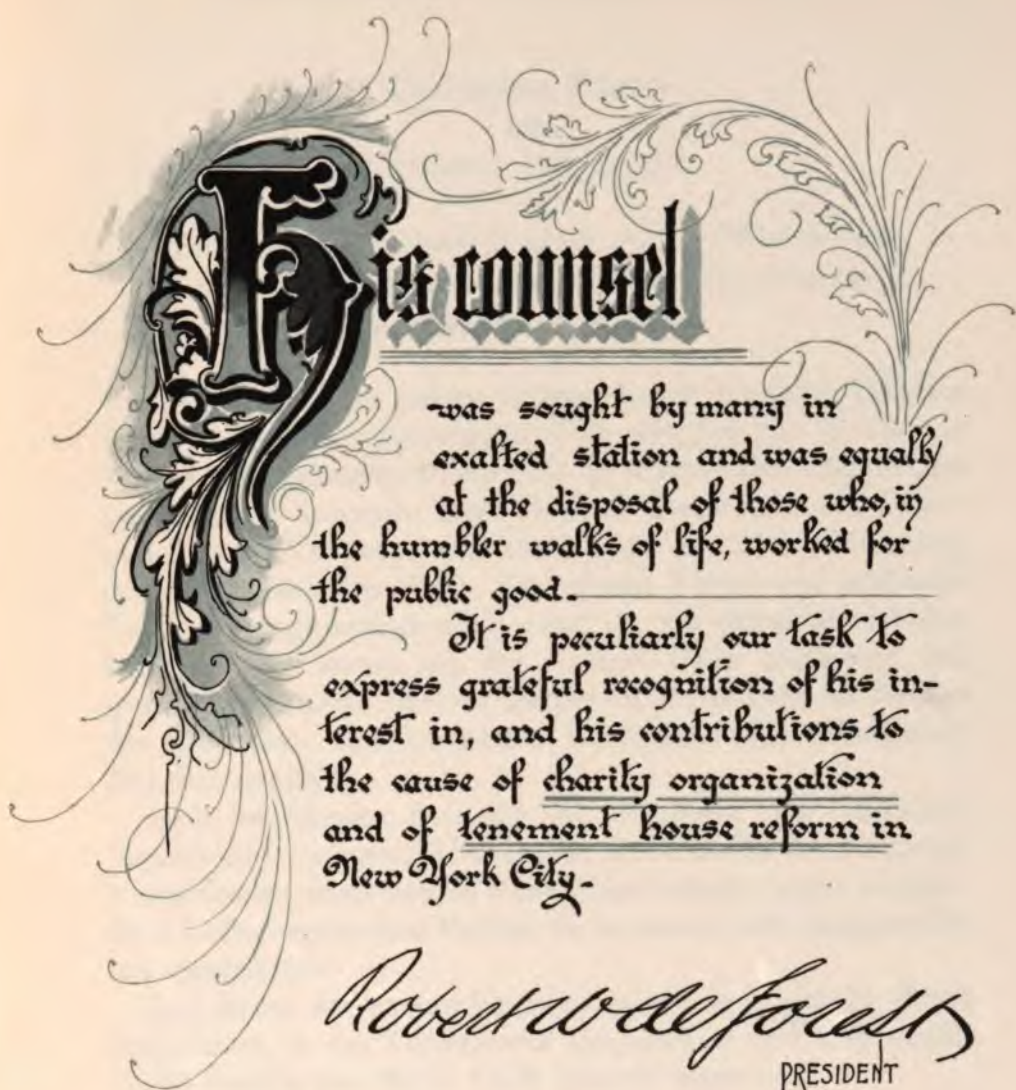 His counsel
was sought by many in
exalted station and was equally
at the disposal of those who, in
the humbler walks of life, worked for
the public good.
It is peculiarly our task to
express grateful recognition of his in-
terest in, and his contributions to
the cause of charity organization
and of tenement house reform in
New York City.
Robert W de Forest
PRESIDENT